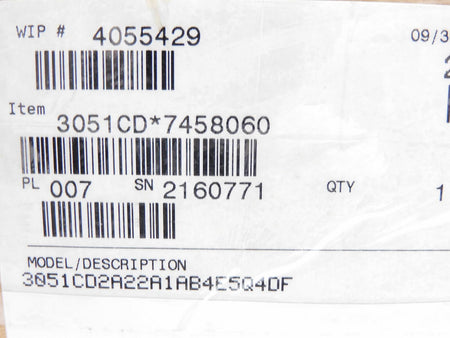 WIP # 4055429 09/3
Item 3051CD*7458060
PL 007 SN 2160771 QTY 1
MODEL/DESCRIPTION
3051CD2A22A1AB4E5Q4DF